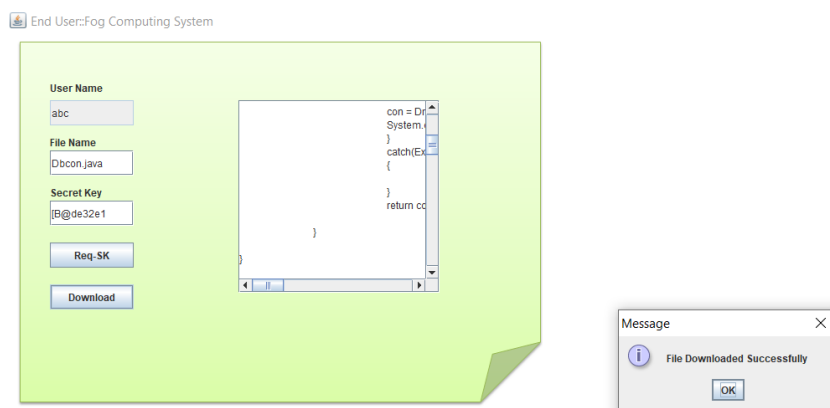 End User::Fog Computing System
User Name
abc
File Name
Dbcon.java
Secret Key
[B@de32e1
Req-SK
Download
con = Dr
System.
}
catch(Ex
{
}
return co
}
}
Message
File Downloaded Successfully
OK